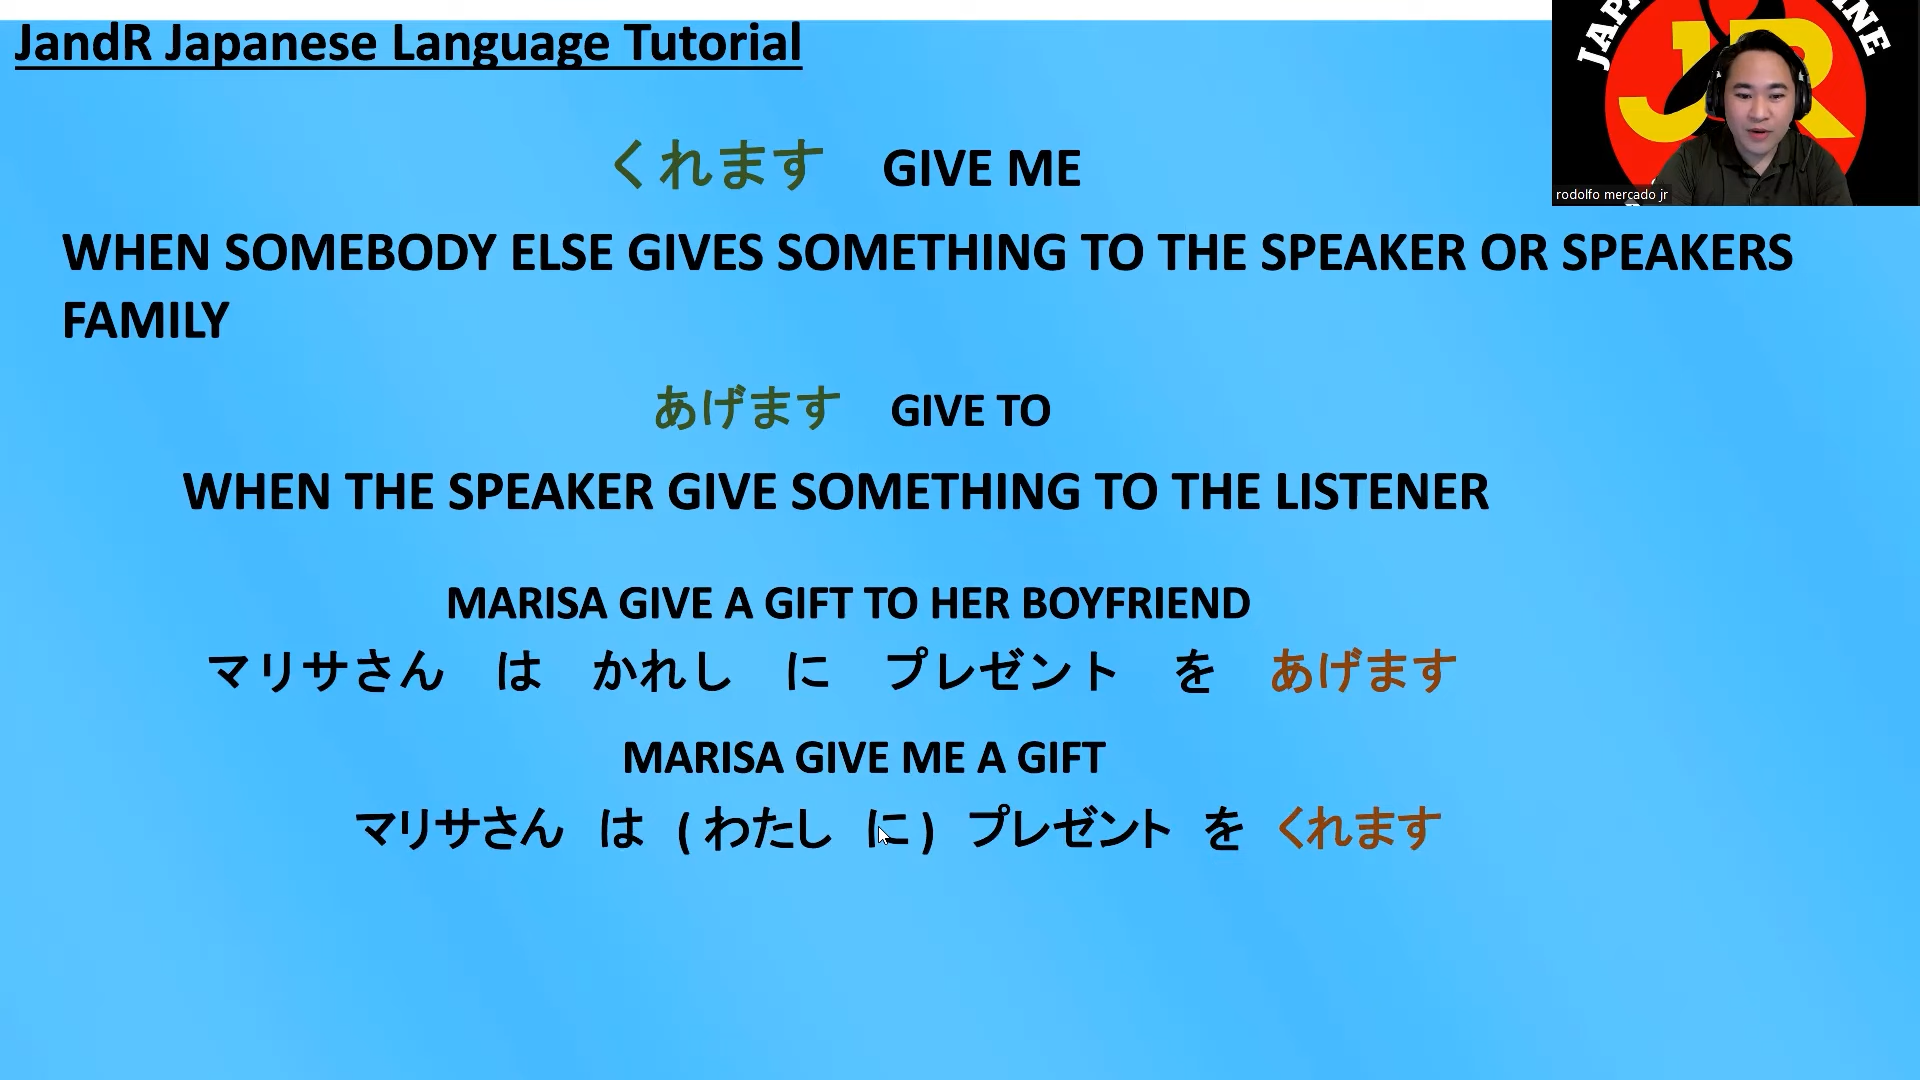 JandR Japanese Language Tutorial
JR
rodolfo mercado jr
くれます GIVE ME
WHEN SOMEBODY ELSE GIVES SOMETHING TO THE SPEAKER OR SPEAKERS
FAMILY
あげます GIVE TO
WHEN THE SPEAKER GIVE SOMETHING TO THE LISTENER
MARISA GIVE A GIFT TO HER BOYFRIEND
マリサさん は かれし に プレゼント を あげます
MARISA GIVE ME A GIFT
マリサさん は ( わたし に ) プレゼント を くれます